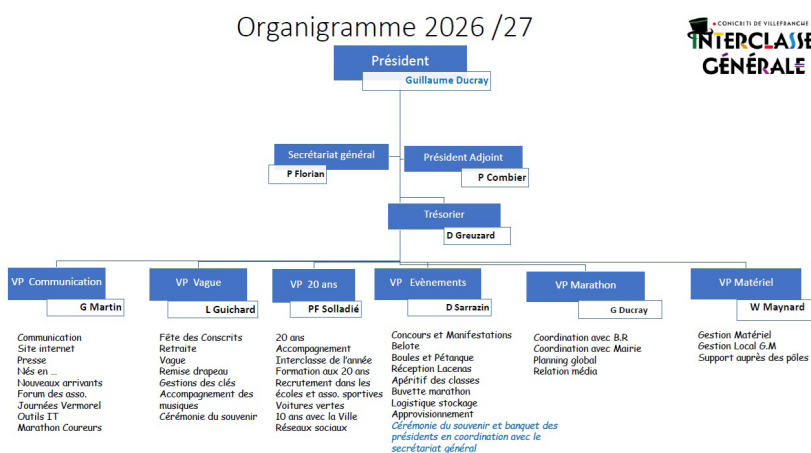 Organigramme 2026 /27
CONSCRITS DE VILLEFRANCHE
INTERCLASSE
GÉNÉRALE
Président
Guillaume Ducray
Secrétariat général
P Florian
Président Adjoint
P Combier
Trésorier
D Greuzard
VP Communication
G Martin
Communication
Site internet
Presse
Nés en ...
Nouveaux arrivants
Forum des asso.
Journées Vermorel
Outils IT
Marathon Coureurs
VP Vague
L Guichard
Fête des Conscrits
Retraite
Vague
Remise drapeau
Gestions des clés
Accompagnement des
musiques
Cérémonie du souvenir
VP 20 ans
PF Solladié
20 ans
Accompagnement
Interclasse de l'année
Formation aux 20 ans
Recrutement dans les
écoles et asso. sportives
Voitures vertes
10 ans avec la Ville
Réseaux sociaux
VP Evènements
D Sarrazin
Concours et Manifestations
Belote
Boules et Pétanque
Réception Lacenas
Apéritif des classes
Buvette marathon
Logistique stockage
Approvisionnement
Cérémonie du souvenir et banquet des
présidents en coordination avec le
secrétariat général
VP Marathon
G Ducray
Coordination avec B.R
Coordination avec Mairie
Planning global
Relation média
VP Matériel
W Maynard
Gestion Matériel
Gestion Local G.M
Support auprès des pôles